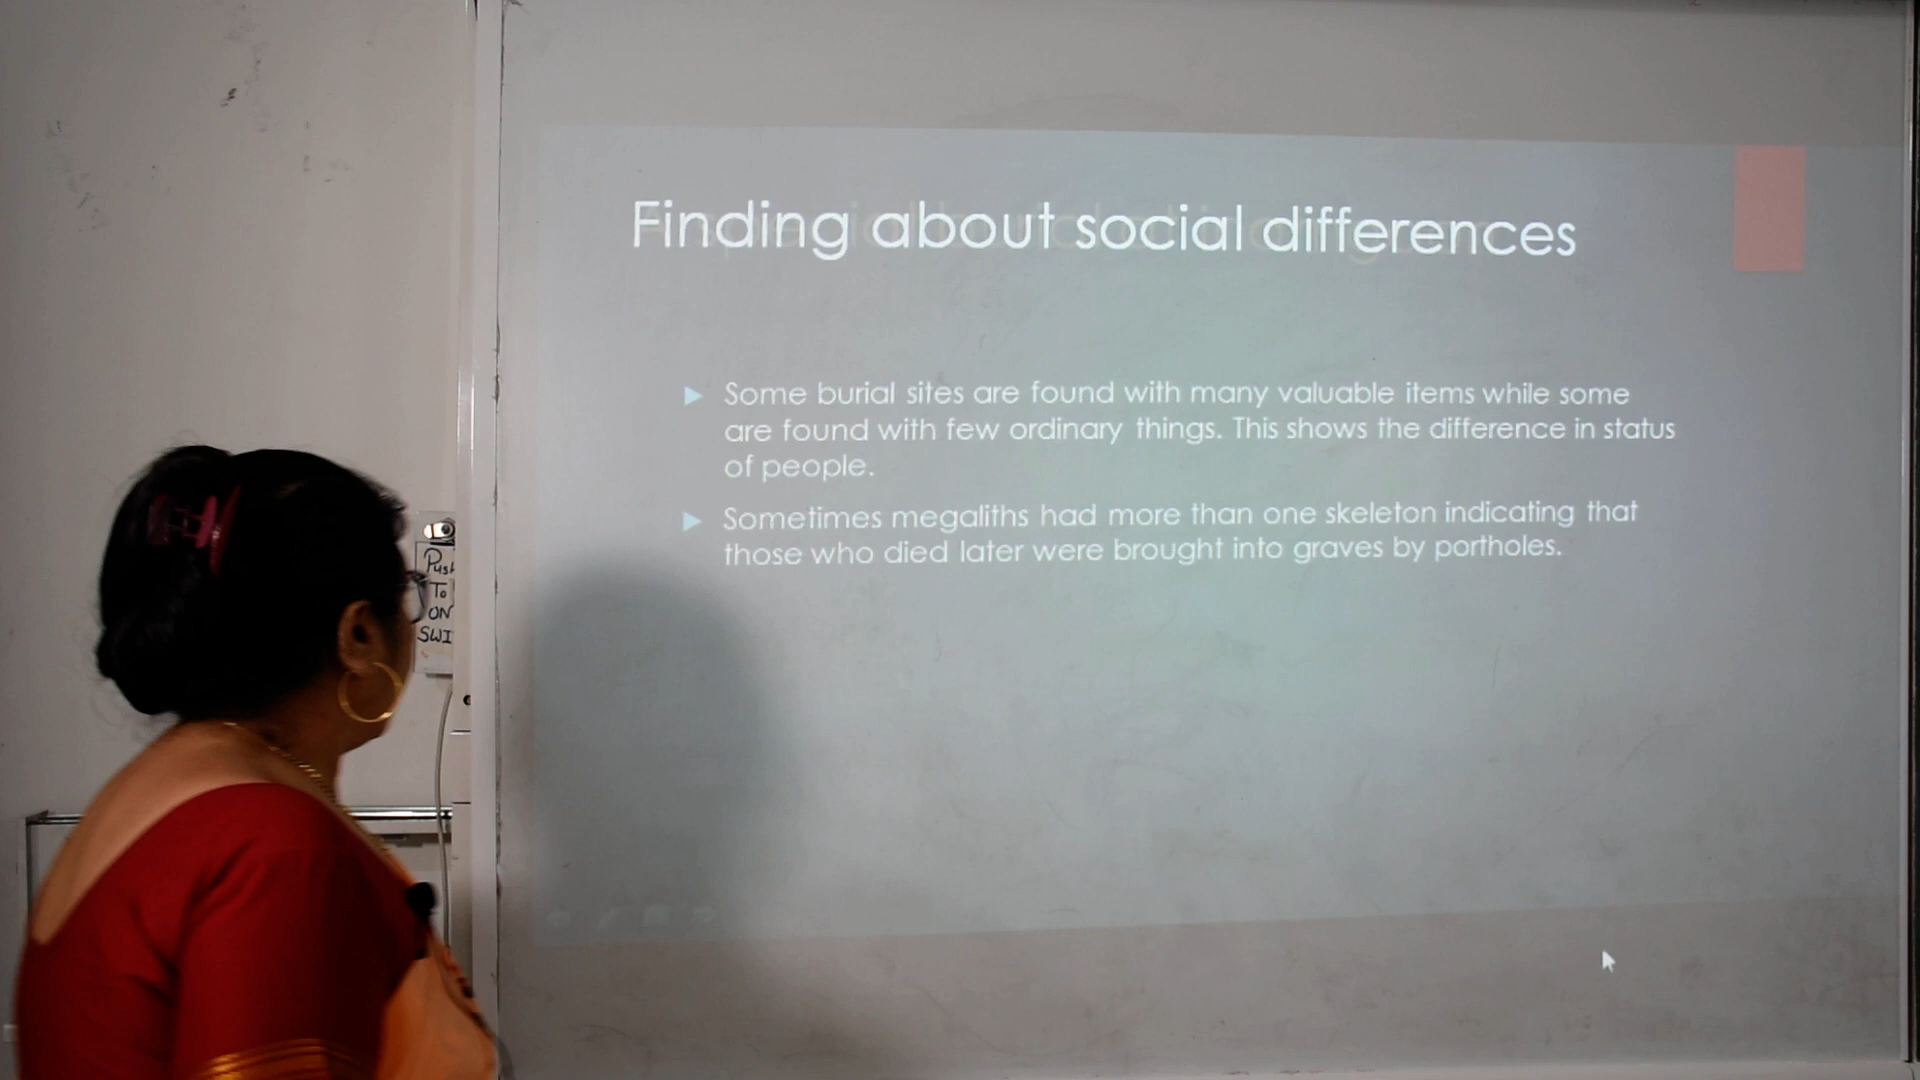 Finding about social differences
Some burial sites are found with many valuable items while some
are found with few ordinary things. This shows the difference in status
of people.
Sometimes megaliths had more than one skeleton indicating that
those who died later were brought into graves by portholes.
Push
To
ON
SWI